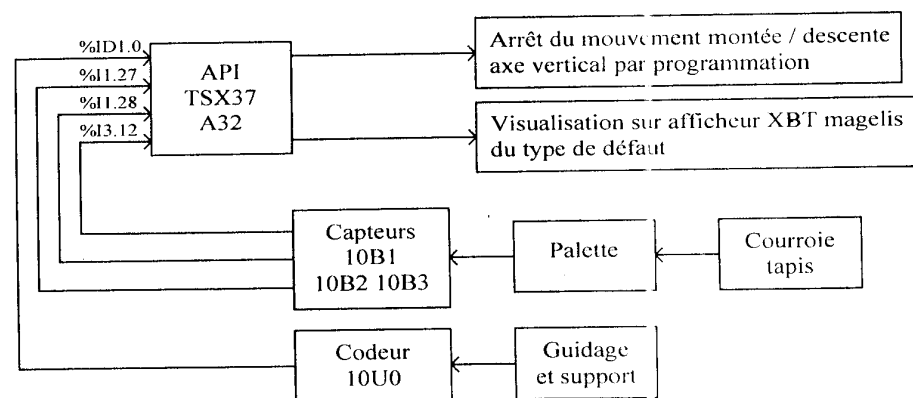 %ID1.0
%I1.27
%I1.28
%I3.12
API
TSX37
A32
Arrêt du mouvement montée / descente
axe vertical par programmation
Visualisation sur afficheur XBT magelis
du type de défaut
Capteurs
10B1
10B2 10B3
Palette
Courroie
tapis
Codeur
10U0
Guidage
et support